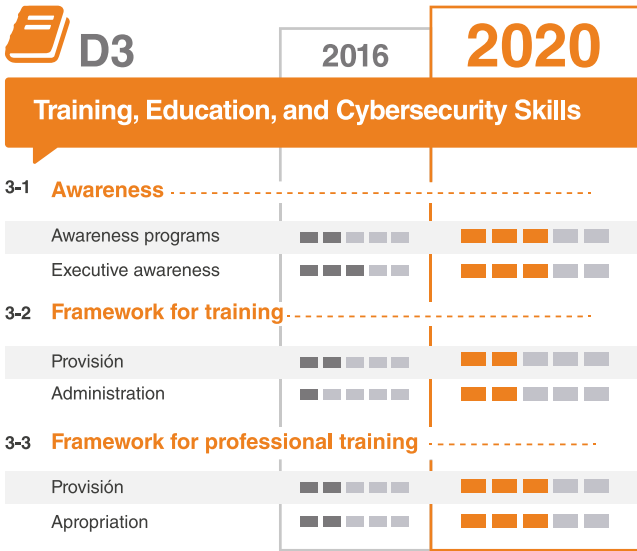 D3
2016
2020
Training, Education, and Cybersecurity Skills
3-1 Awareness
Awareness programs
Executive awareness
3-2 Framework for training
Provisión
Administration
3-3 Framework for professional training
Provisión
Apropriation